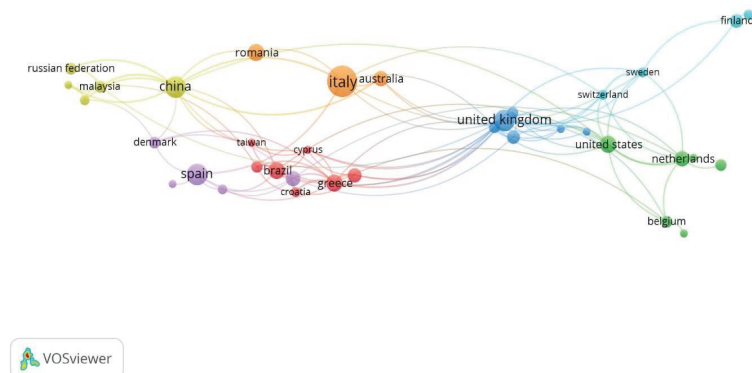 finland
romania
russian federation
italy
australia
sweden
malaysia
china
switzerland
united kingdom
denmark
taiwan
cyprus
united states
netherlands
spain
brazil
greece
croatia
belgium
VOSviewer